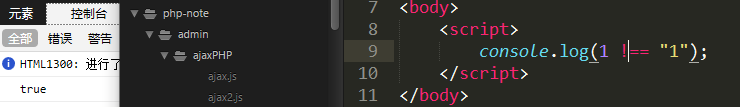 元素
控制台
全部 错误 警告
HTML1300: 进行了
true
php-note
admin
ajaxPHP
ajax.js
ajax2.js
7 <body>
8 <script>
9 console.log(1 !== "1");
10 </script>
11 </body>